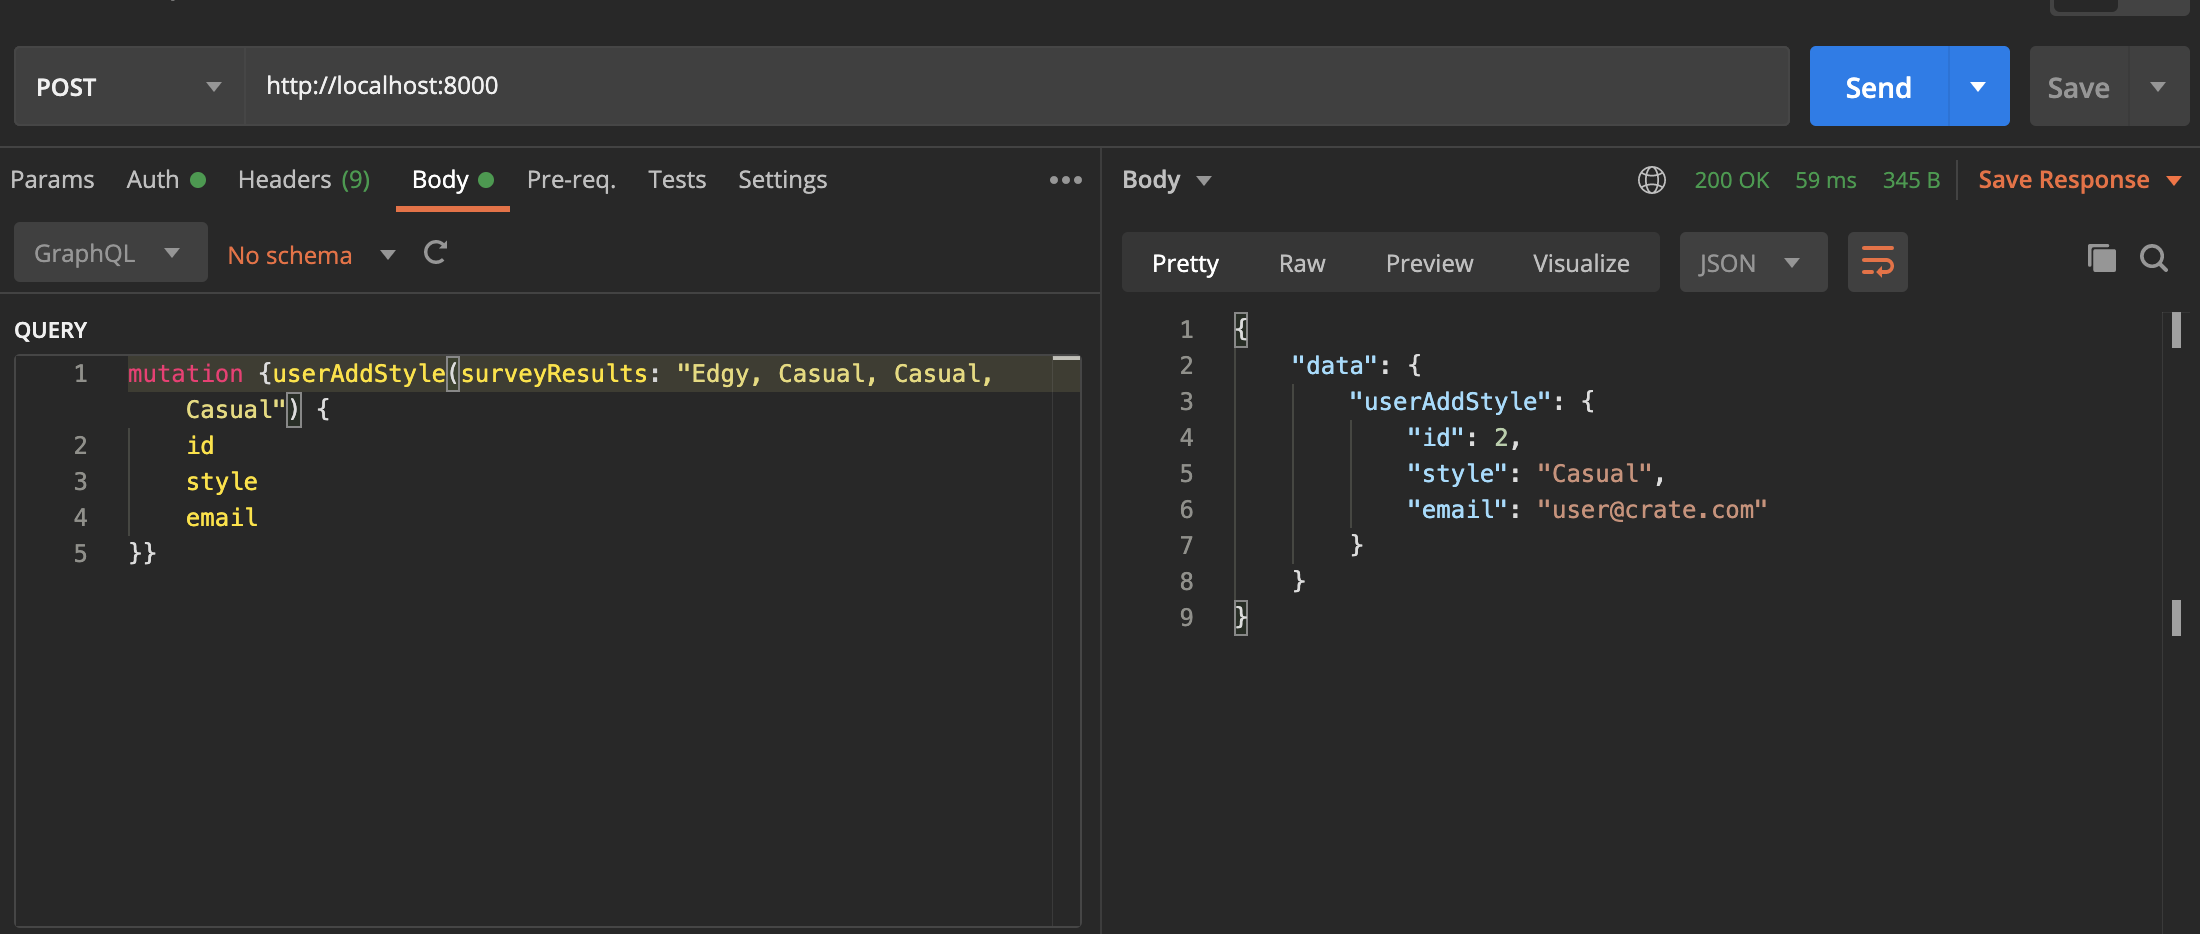 POST http://localhost:8000 Send Save
Params Auth Headers (9) Body Pre-req. Tests Settings
GraphQL No schema
QUERY
1 mutation {userAddStyle(surveyResults: "Edgy, Casual, Casual,
Casual") {
2 id
3 style
4 email
5 }}
Body 200 OK 59 ms 345 B Save Response
Pretty Raw Preview Visualize JSON
1 {
2 "data": {
3 "userAddStyle": {
4 "id": 2,
5 "style": "Casual",
6 "email": "user@crate.com"
7 }
8 }
9 }